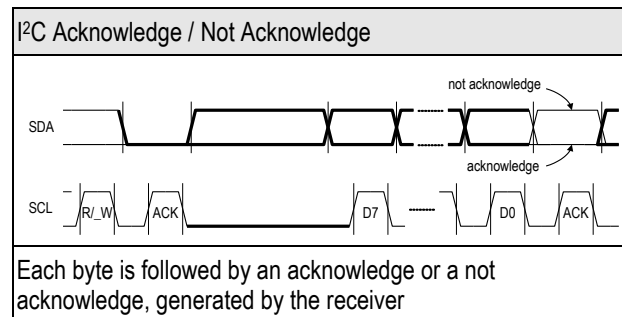 I²C Acknowledge / Not Acknowledge
not acknowledge
SDA
acknowledge
SCL R/_W ACK D7 D0 ACK
Each byte is followed by an acknowledge or a not
acknowledge, generated by the receiver